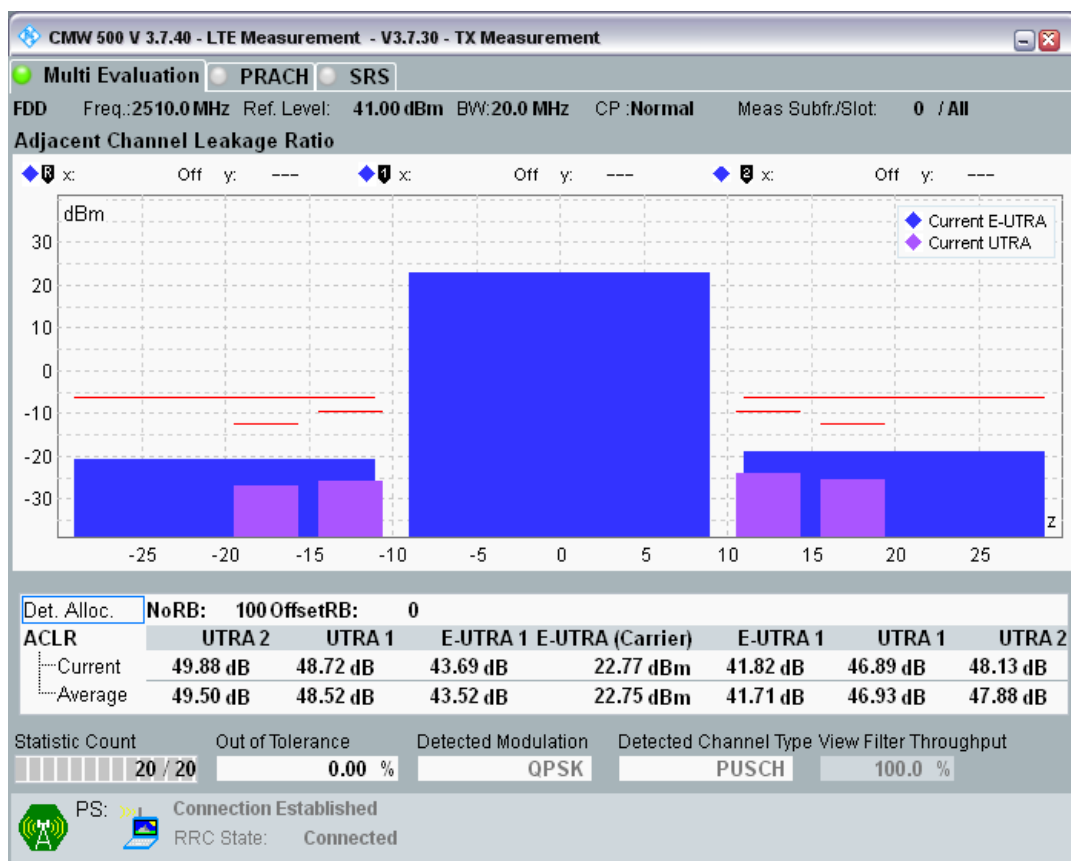 CMW 500 V 3.7.40 - LTE Measurement - V3.7.30 - TX Measurement
Multi Evaluation PRACH SRS
FDD Freq.:2510.0 MHz Ref. Level: 41.00 dBm BW:20.0 MHz CP :Normal Meas Subfr./Slot: 0 / All
Adjacent Channel Leakage Ratio
R x: Off y: --- 1 x: Off y: --- 2 x: Off y: ---
dBm
Current E-UTRA
Current UTRA
30
20
10
0
-10
-20
-30
z
-25 -20 -15 -10 -5 0 5 10 15 20 25
Det. Alloc. NoRB: 100 OffsetRB: 0
ACLR UTRA 2 UTRA 1 E-UTRA 1 E-UTRA (Carrier) E-UTRA 1 UTRA 1 UTRA 2
Current 49.88 dB 48.72 dB 43.69 dB 22.77 dBm 41.82 dB 46.89 dB 48.13 dB
Average 49.50 dB 48.52 dB 43.52 dB 22.75 dBm 41.71 dB 46.93 dB 47.88 dB
Statistic Count Out of Tolerance Detected Modulation Detected Channel Type View Filter Throughput
20 / 20 0.00 % QPSK PUSCH 100.0 %
PS: Connection Established
RRC State: Connected